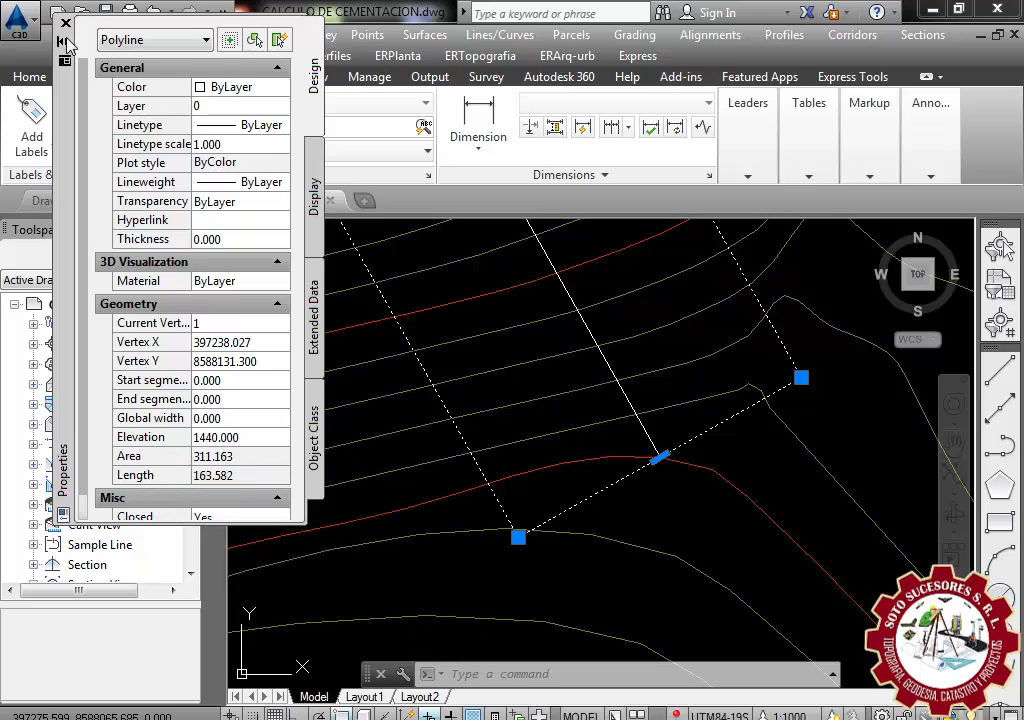 C3D
CALCULO DE CEMENTACION.dwg
Type a keyword or phrase
Sign In
Points Surfaces Lines/Curves Parcels Grading Alignments Profiles Corridors Sections
ERPlanta ERTopografia ERArq-urb Express
Home Manage Output Survey Autodesk 360 Help Add-ins Featured Apps Express Tools
Add
Labels
Labels &
Dimension
Leaders Tables Markup Anno...
Dimensions
Toolspa
Active Dra
Properties
Polyline
Design
Display
Extended Data
Object Class
General
Color ByLayer
Layer 0
Linetype ByLayer
Linetype scale 1.000
Plot style ByColor
Lineweight ByLayer
Transparency ByLayer
Hyperlink
Thickness 0.000
3D Visualization
Material ByLayer
Geometry
Current Vert... 1
Vertex X 397238.027
Vertex Y 8588131.300
Start segme... 0.000
End segmen... 0.000
Global width 0.000
Elevation 1440.000
Area 311.163
Length 163.582
Misc
Closed Yes
Sample Line
Section
N
W TOP E
S
WCS
Y
X
Type a command
Model Layout1 Layout2
397275.599, 8588065.685, 0.000
MODEL
UTM84-19S
1:1000
SOTO SUCESORES S.R.L
TOPOGRAFIA GEODESIA CATASTRO Y PROYECTOS